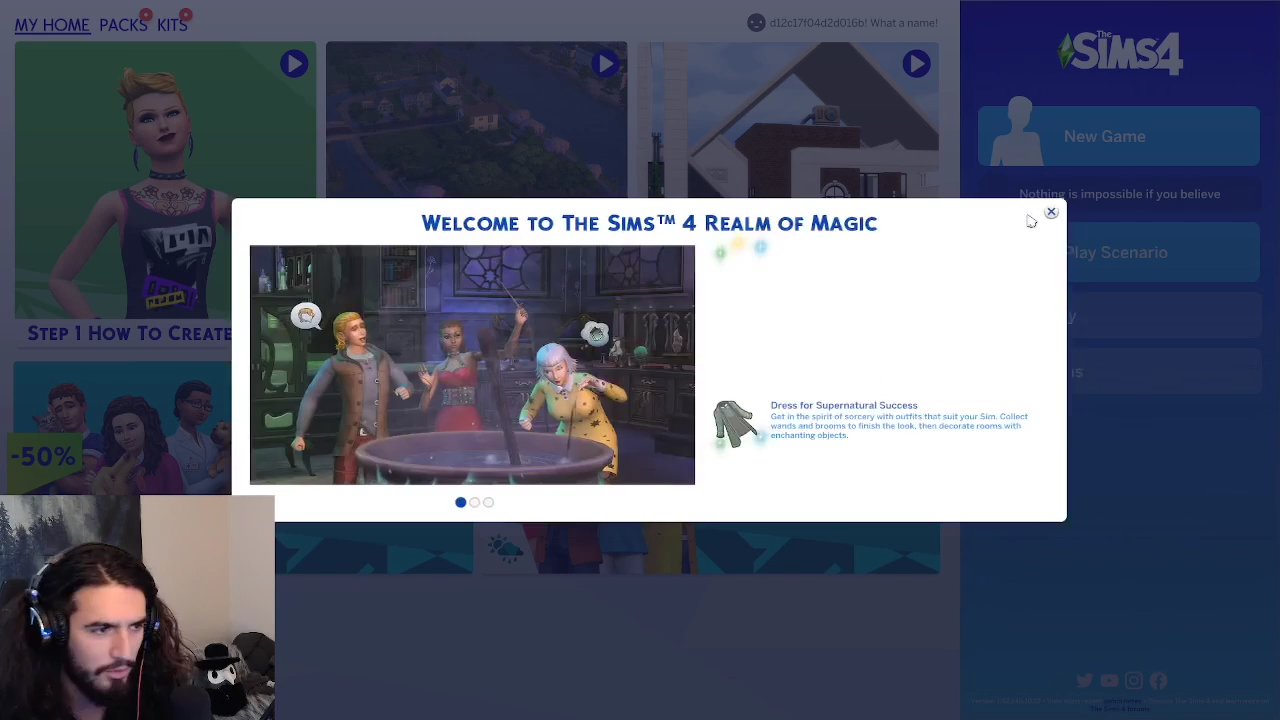 MY HOME PACKS KITS
d12c17f04d2d016b! What a name!
The
SIMS4
New Game
Nothing is impossible if you believe
Play Scenario
WELCOME TO THE SIMS™ 4 REALM OF MAGIC
STEP 1 HOW TO CREATE
Dress for Supernatural Success
Get in the spirit of sorcery with outfits that suit your Sim. Collect
wands and brooms to finish the look, then decorate rooms with
enchanting objects.
-50%